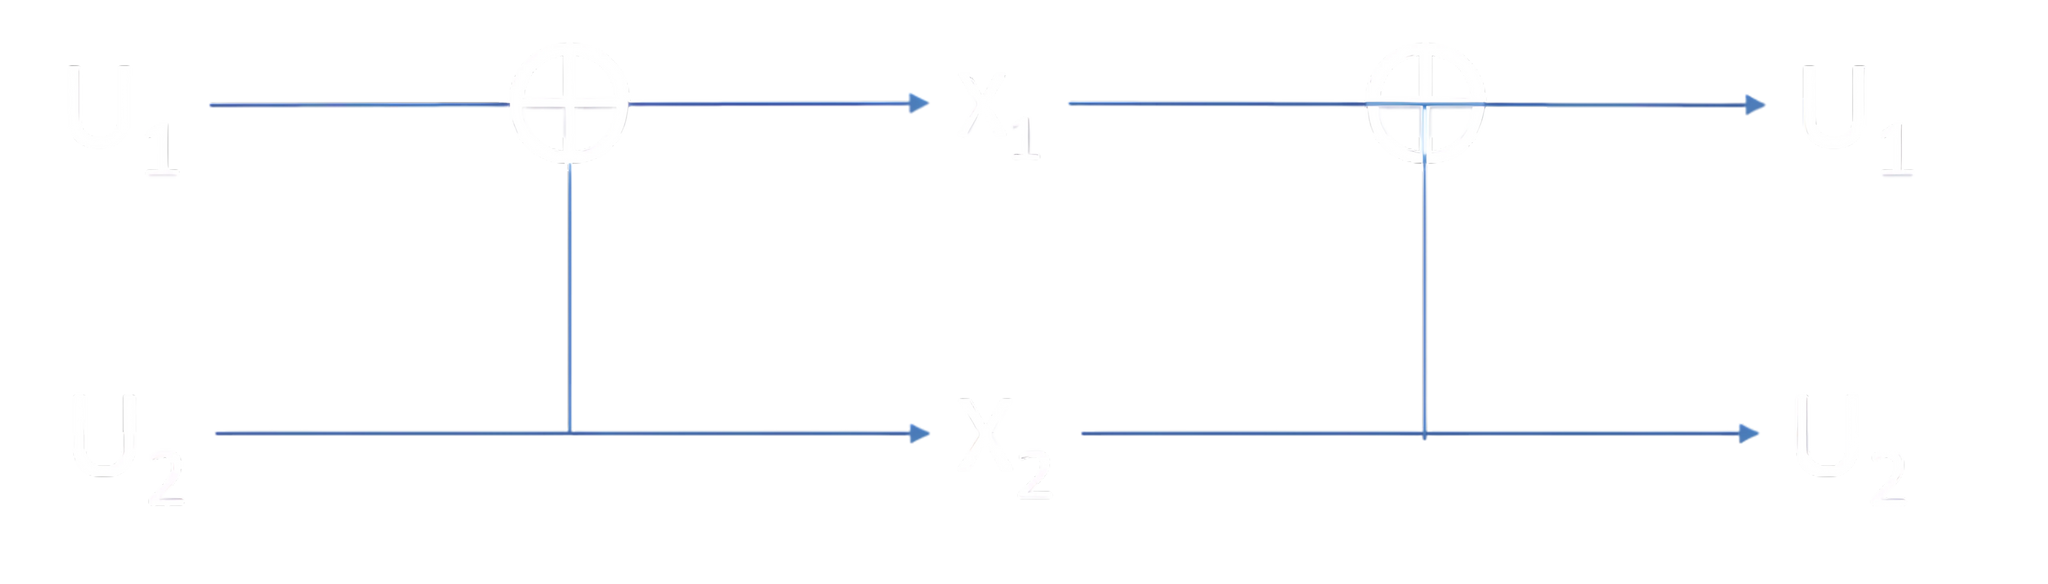 U₁ x₁ U₁
U₂ X₂ U₂